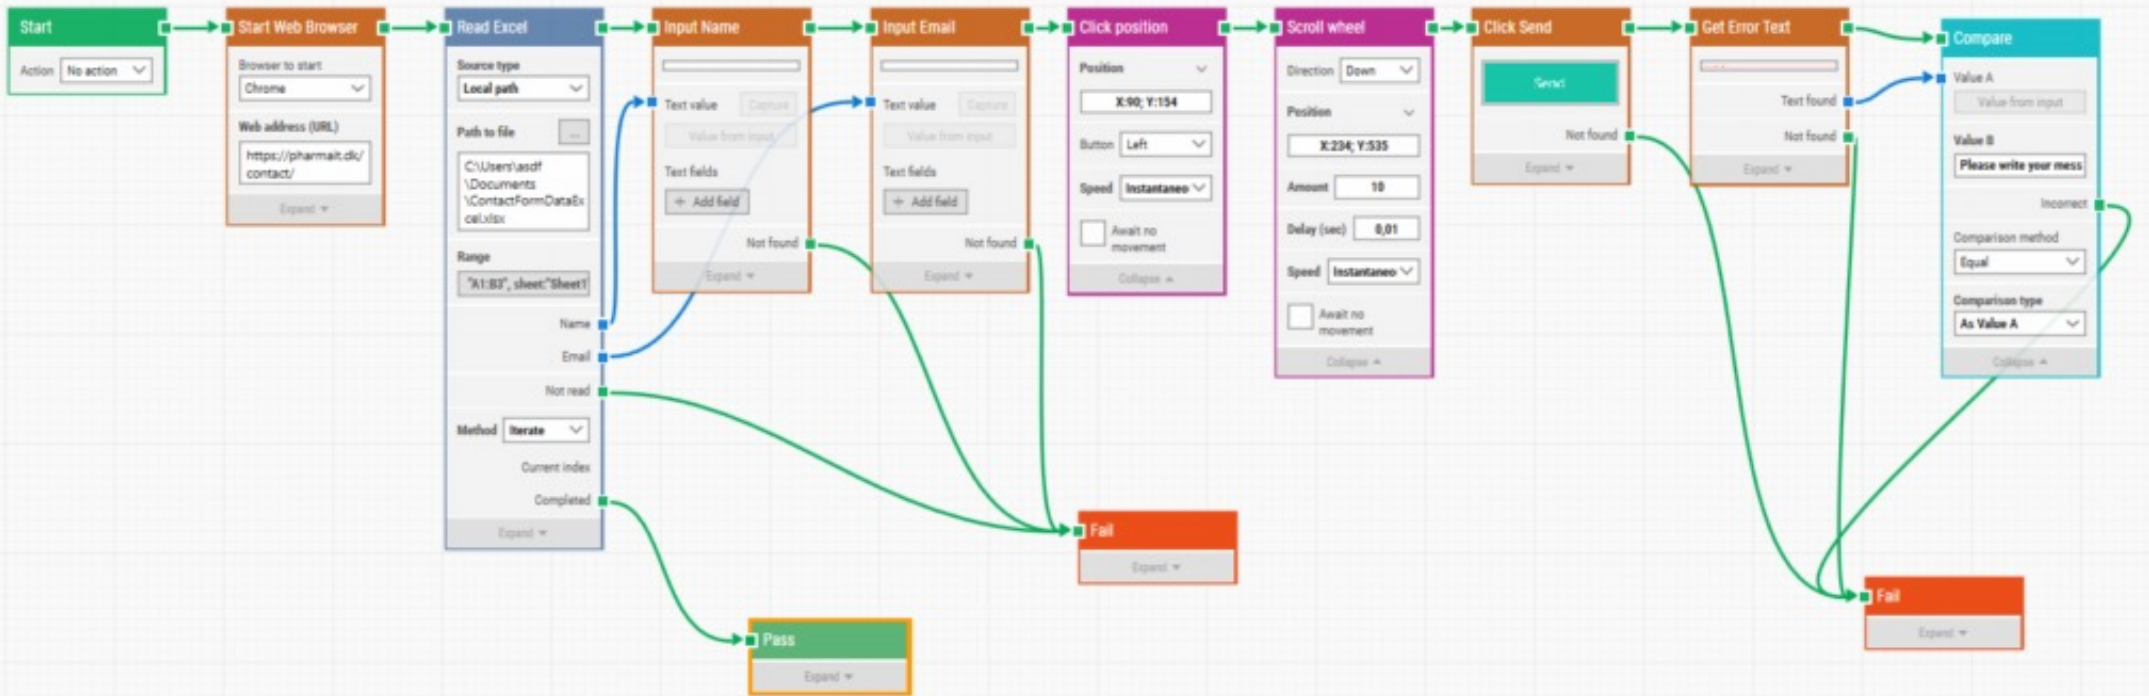 Start
Action No action
Start Web Browser
Browser to start
Chrome
Web address (URL)
https://pharmait.dk/
contact/
Expand
Read Excel
Source type
Local path
Path to file ...
C:\Users\asdf
\Documents
\ContactFormDataEx
cel.xlsx
Range
"A1:B3", sheet:"Sheet1"
Name
Email
Not read
Method Iterate
Current index
Completed
Expand
Input Name
Text value Capture
Value from input
Text fields
+ Add field
Not found
Expand
Input Email
Text value Capture
Value from input
Text fields
+ Add field
Not found
Expand
Click position
Position
X:90; Y:154
Button Left
Speed Instantaneo
Await no
movement
Collapse
Scroll wheel
Direction Down
Position
X:234; Y:535
Amount 10
Delay (sec) 0,01
Speed Instantaneo
Await no
movement
Collapse
Click Send
Send
Not found
Expand
Get Error Text
Text found
Not found
Expand
Compare
Value A
Value from input
Value B
Please write your mess
Incorrect
Comparison method
Equal
Comparison type
As Value A
Collapse
Fail
Expand
Pass
Expand
Fail
Expand